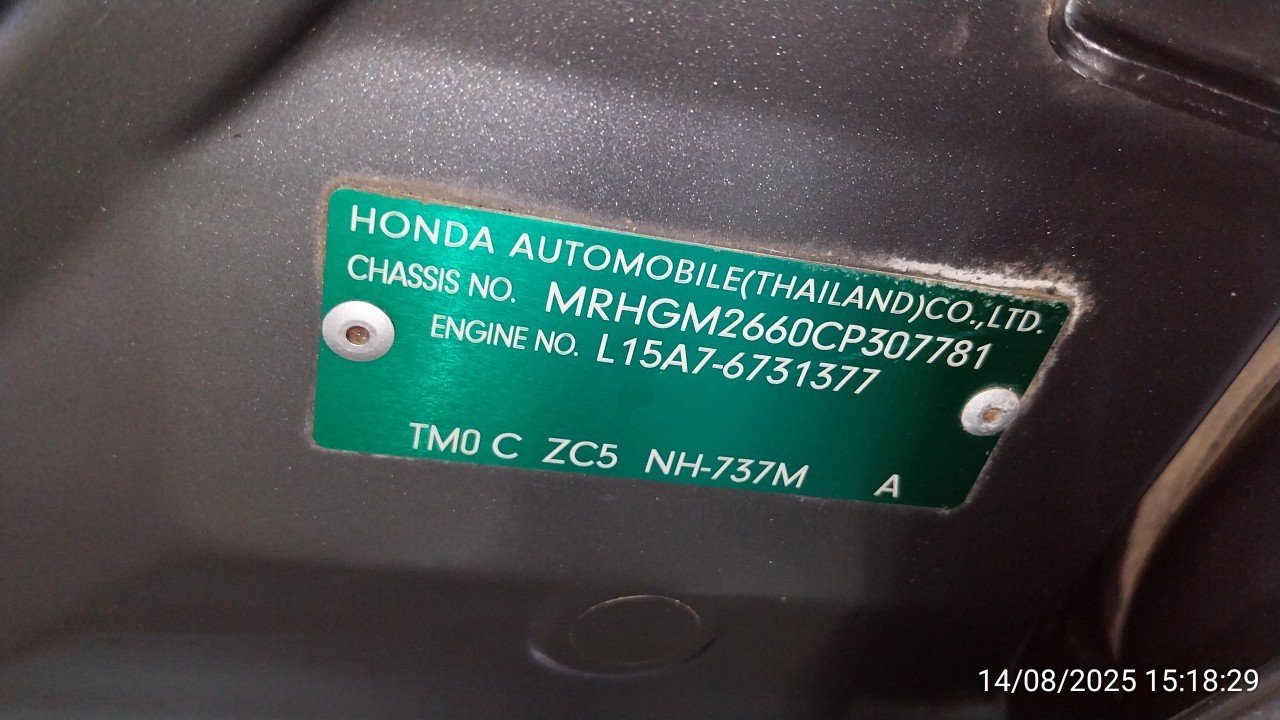 HONDA AUTOMOBILE(THAILAND)CO.,LTD.
CHASSIS NO. MRHGM2660CP307781
ENGINE NO. L15A7-6731377
TM0 C ZC5 NH-737M A
14/08/2025 15:18:29